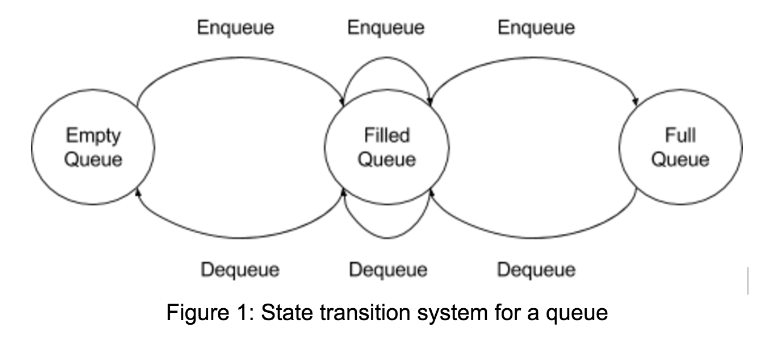 Enqueue Enqueue Enqueue
Empty
Queue
Filled
Queue
Full
Queue
Dequeue Dequeue Dequeue
Figure 1: State transition system for a queue